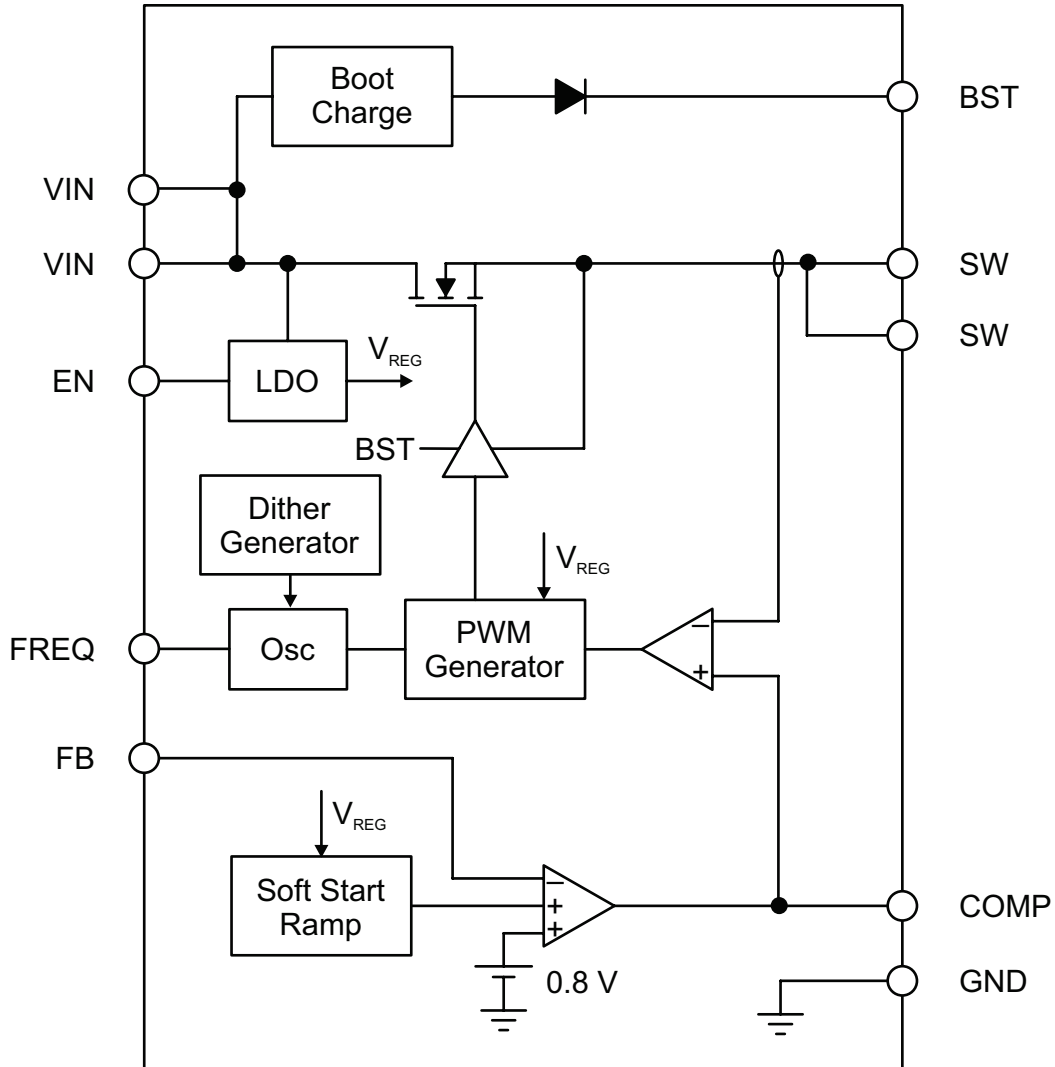 Boot
Charge
BST
VIN
VIN
SW
SW
EN
LDO
VREG
BST
Dither
Generator
VREG
FREQ
Osc
PWM
Generator
−
+
FB
VREG
Soft Start
Ramp
−
+
+
0.8 V
COMP
GND